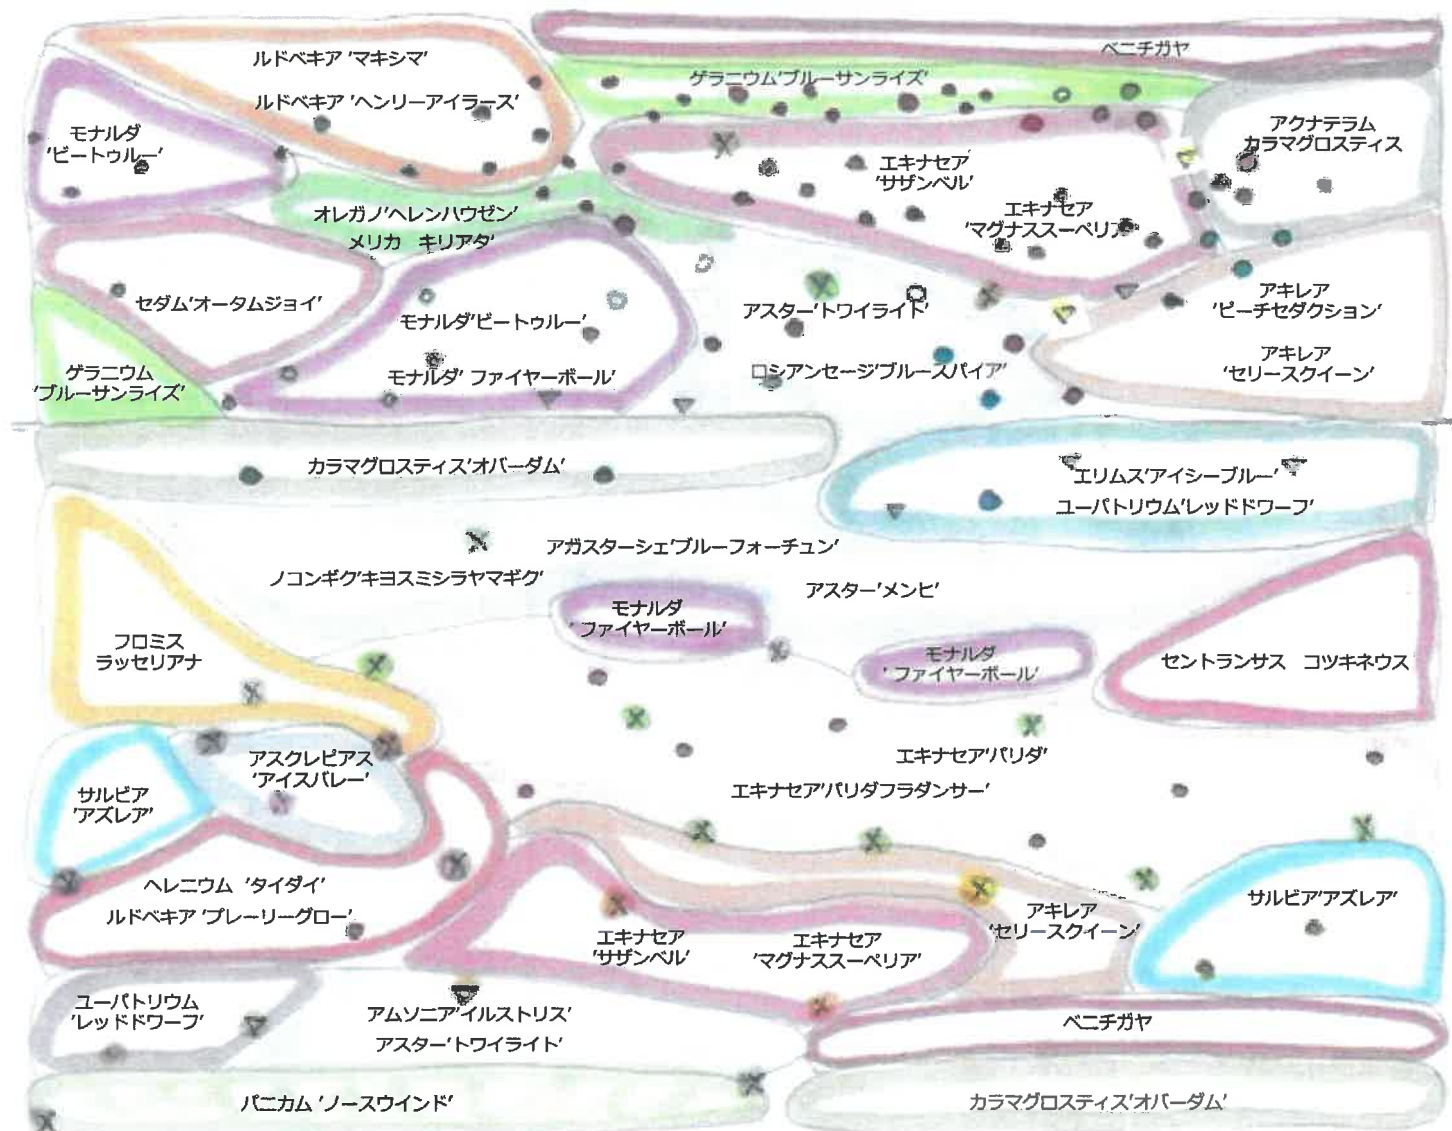 ベニチガヤ
ルドベキア 'マキシマ'
ゲラニウム'ブルーサンライズ'
ルドベキア 'ヘンリーアイラース'
モナルダ
'ビートゥルー'
アクナテラム
カラマグロスティス
エキナセア'
'サザンベル'
エキナセア
'マグナススーペリア'
オレガノ'ヘレンハウゼン'
メリカ キリアタ'
セダム'オータムジョイ'
モナルダ'ビートゥルー'
モナルダ' ファイヤーボール'
アスター'トワイライト'
ロシアンセージ'ブルースパイア'
アキレア
'ピーチセダクション'
アキレア
'セリースクイーン'
ゲラニウム
'ブルーサンライズ'
カラマグロスティス'オバーダム'
エリムス'アイシーブルー'
ユーパトリウム'レッドドワーフ'
アガスターシェ'ブルーフォーチュン'
ノコンギク'キヨスミシラヤマギク'
アスター'メンヒ'
モナルダ
' ファイヤーボール'
モナルダ
' ファイヤーボール'
フロミス
ラッセリアナ
セントランサス コツキネウス
エキナセア'パリダ'
エキナセア'パリダフラダンサー'
アスクレピアス
'アイスバレー'
サルビア
'アズレア'
ヘレニウム 'タイダイ'
ルドベキア 'プレーリーグロー'
エキナセア
'サザンベル'
エキナセア
'マグナススーペリア'
アキレア
'セリースクイーン'
サルビア'アズレア'
ユーパトリウム
'レッドドワーフ'
アムソニア'イルストリス'
アスター'トワイライト'
ベニチガヤ
パニカム 'ノースウインド'
カラマグロスティス'オバーダム'